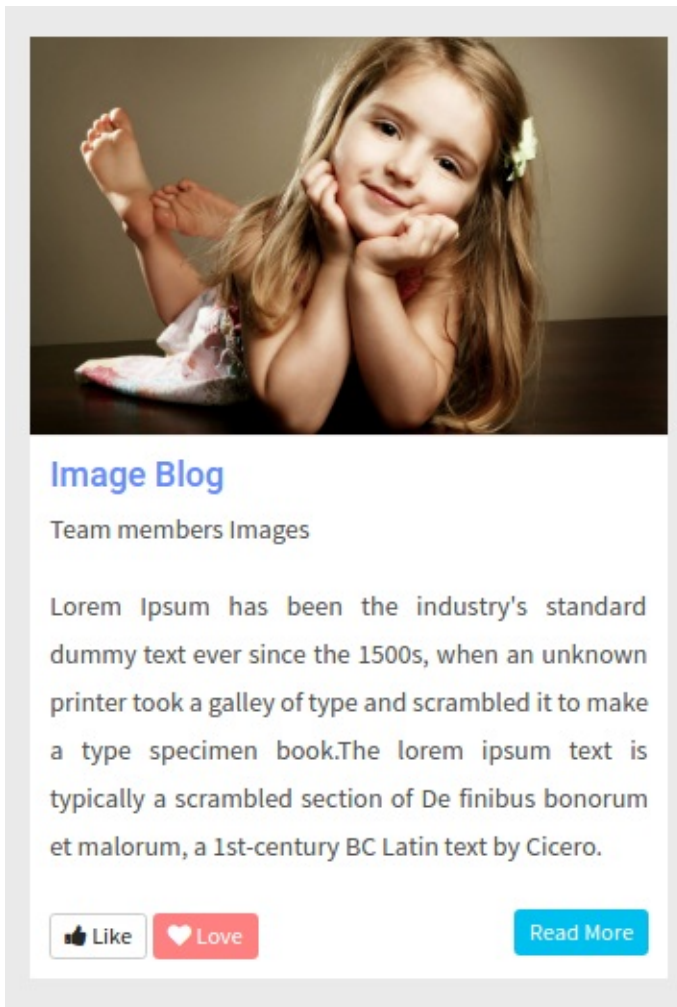 Image Blog
Team members Images
Lorem Ipsum has been the industry's standard
dummy text ever since the 1500s, when an unknown
printer took a galley of type and scrambled it to make
a type specimen book.The lorem ipsum text is
typically a scrambled section of De finibus bonorum
et malorum, a 1st-century BC Latin text by Cicero.
Like Love Read More